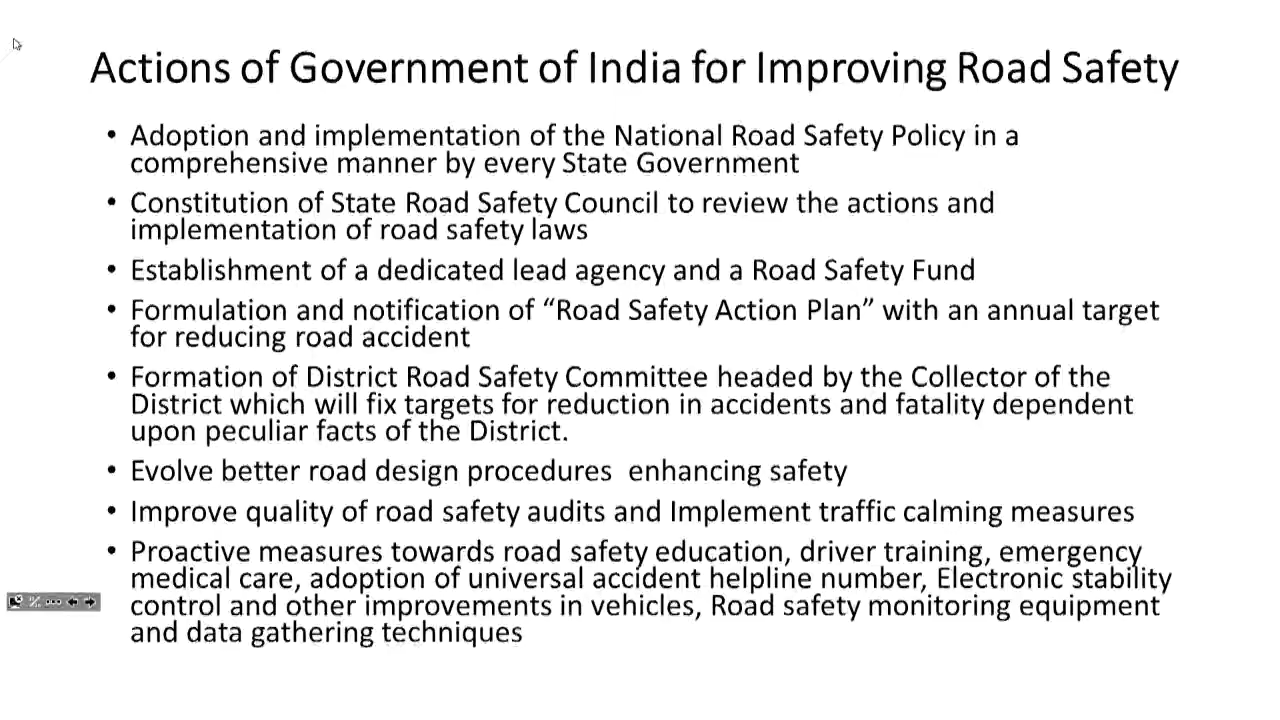 Actions of Government of India for Improving Road Safety
• Adoption and implementation of the National Road Safety Policy in a
comprehensive manner by every State Government
• Constitution of State Road Safety Council to review the actions and
implementation of road safety laws
• Establishment of a dedicated lead agency and a Road Safety Fund
• Formulation and notification of “Road Safety Action Plan” with an annual target
for reducing road accident
• Formation of District Road Safety Committee headed by the Collector of the
District which will fix targets for reduction in accidents and fatality dependent
upon peculiar facts of the District.
• Evolve better road design procedures  enhancing safety
• Improve quality of road safety audits and Implement traffic calming measures
• Proactive measures towards road safety education, driver training, emergency
medical care, adoption of universal accident helpline number, Electronic stability
control and other improvements in vehicles, Road safety monitoring equipment
and data gathering techniques